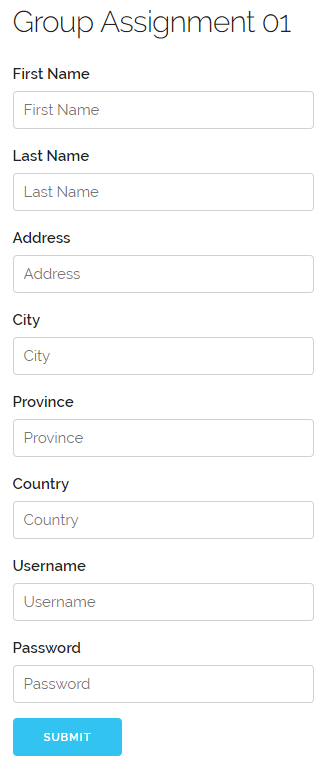 Group Assignment 01
First Name
First Name
Last Name
Last Name
Address
Address
City
City
Province
Province
Country
Country
Username
Username
Password
Password
SUBMIT